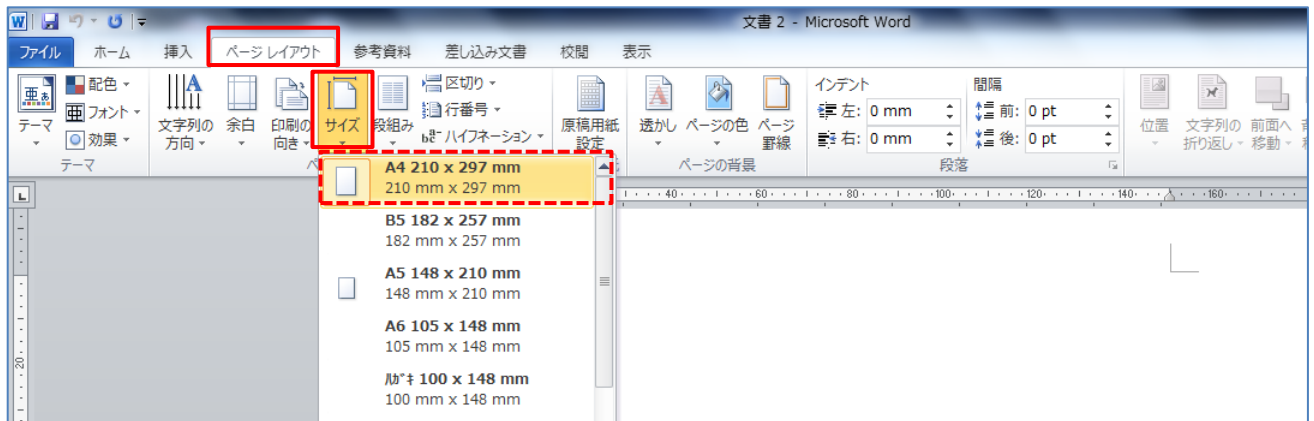 文書 2 - Microsoft Word
ファイル ホーム 挿入 ページ レイアウト 参考資料 差し込み文書 校閲 表示
亜あ 配色 A 区切り インデント 間隔
亜 フォント 行番号 左: 0 mm 前: 0 pt
テーマ 効果 文字列の方向 余白 印刷の向き サイズ 段組み bc ハイフネーション 原稿用紙設定 透かし ページの色 ページ罫線 右: 0 mm 後: 0 pt 位置 文字列の折り返し 前面へ移動
テーマ ページの背景 段落
A4 210 x 297 mm
210 mm x 297 mm
L 40 60 80 100 120 140 160
B5 182 x 257 mm
182 mm x 257 mm
A5 148 x 210 mm
148 mm x 210 mm
A6 105 x 148 mm
105 mm x 148 mm
20
ﾊｶﾞｷ 100 x 148 mm
100 mm x 148 mm